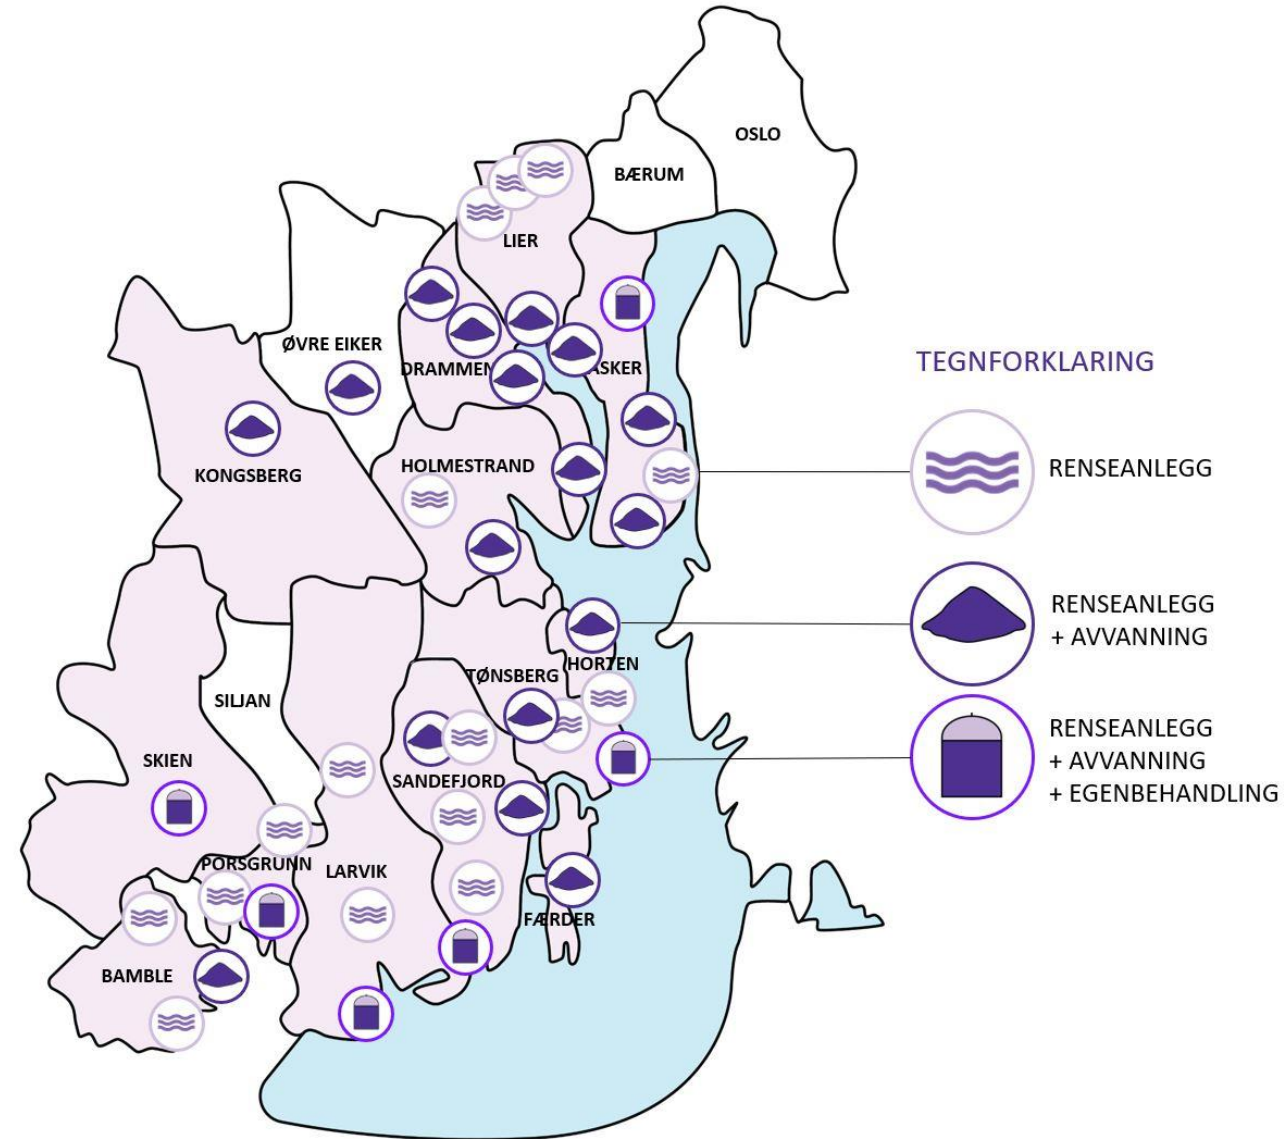 OSLO
BÆRUM
LIER
ØVRE EIKER
DRAMMEN
ASKER
TEGNFORKLARING
HOLMESTRAND
KONGSBERG
RENSEANLEGG
RENSEANLEGG
+ AVVANNING
HORTEN
TØNSBERG
SILJAN
RENSEANLEGG
+ AVVANNING
+ EGENBEHANDLING
SKIEN
SANDEFJORD
PORSGRUNN
LARVIK
FÆRDER
BAMBLE